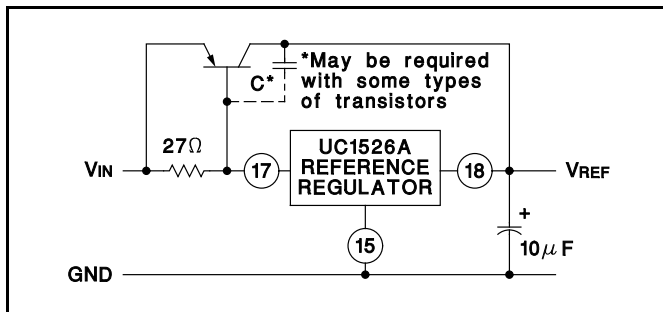 *May be required
C* with some types
of transistors
27Ω
UC1526A
VIN 17 REFERENCE 18 VREF
REGULATOR
+
15
10μF
GND